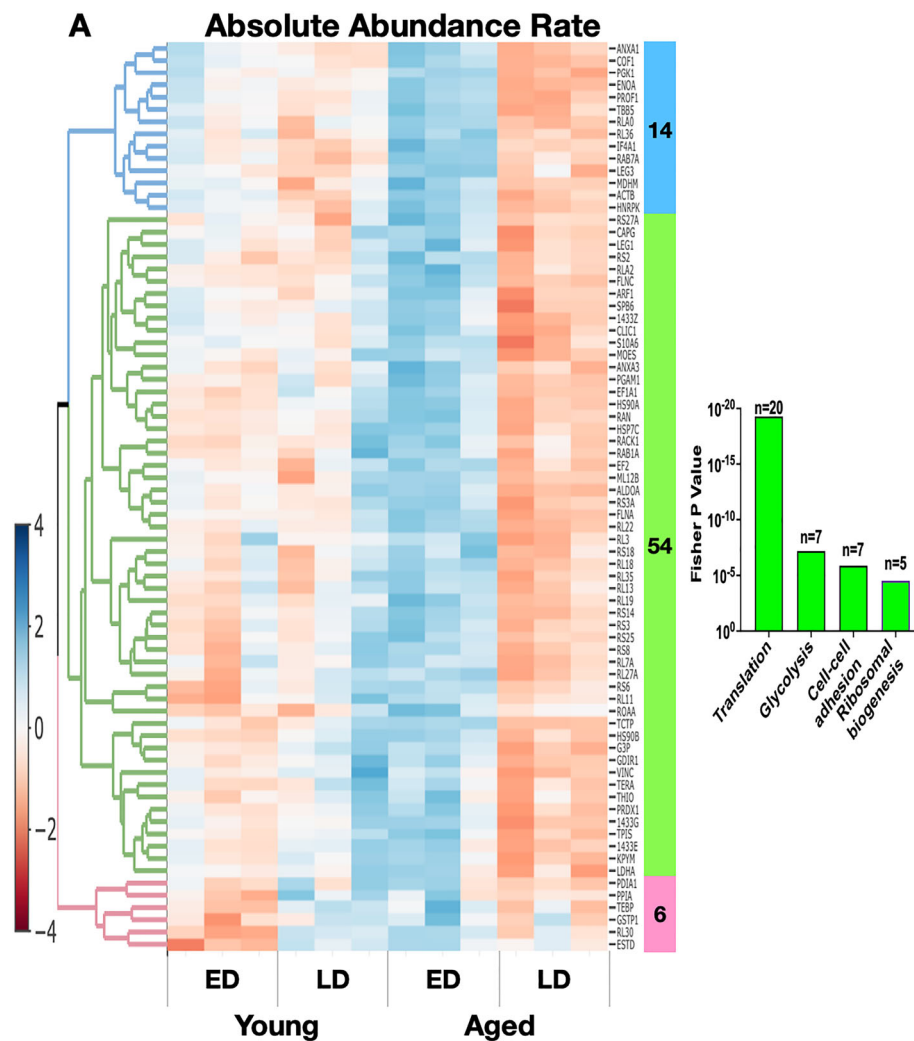 A
Absolute Abundance Rate
ANXA1
COF1
PGK1
ENOA
PROF1
TBB5
RLA0
RL36
IF4A1
RAB7A
LEG3
MDHM
ACTB
HNRPK
RS27A
CAPG
LEG1
RS2
RLA2
FLNC
ARF1
SPB6
1433Z
CLIC1
S10A6
MOES
ANXA3
PGAM1
EF1A1
HS90A
RAN
HSP7C
RACK1
RAB1A
EF2
ML12B
ALDOA
RS3A
FLNA
RL22
RL3
RS18
RL18
RL35
RL13
RL19
RS14
RS3
RS25
RS8
RL7A
RL27A
RS6
RL11
ROAA
TCTP
HS90B
G3P
GDIR1
VINC
TERA
THIO
PRDX1
1433G
TPIS
1433E
KPYM
LDHA
PDIA1
PPIA
TEBP
GSTP1
RL30
ESTD
14
54
6
4
2
0
−2
−4
ED
LD
ED
LD
Young
Aged
Fisher P Value
10-20
10-15
10-10
10-5
100
n=20
n=7
n=7
n=5
Translation
Glycolysis
Cell-cell
adhesion
Ribosomal
biogenesis